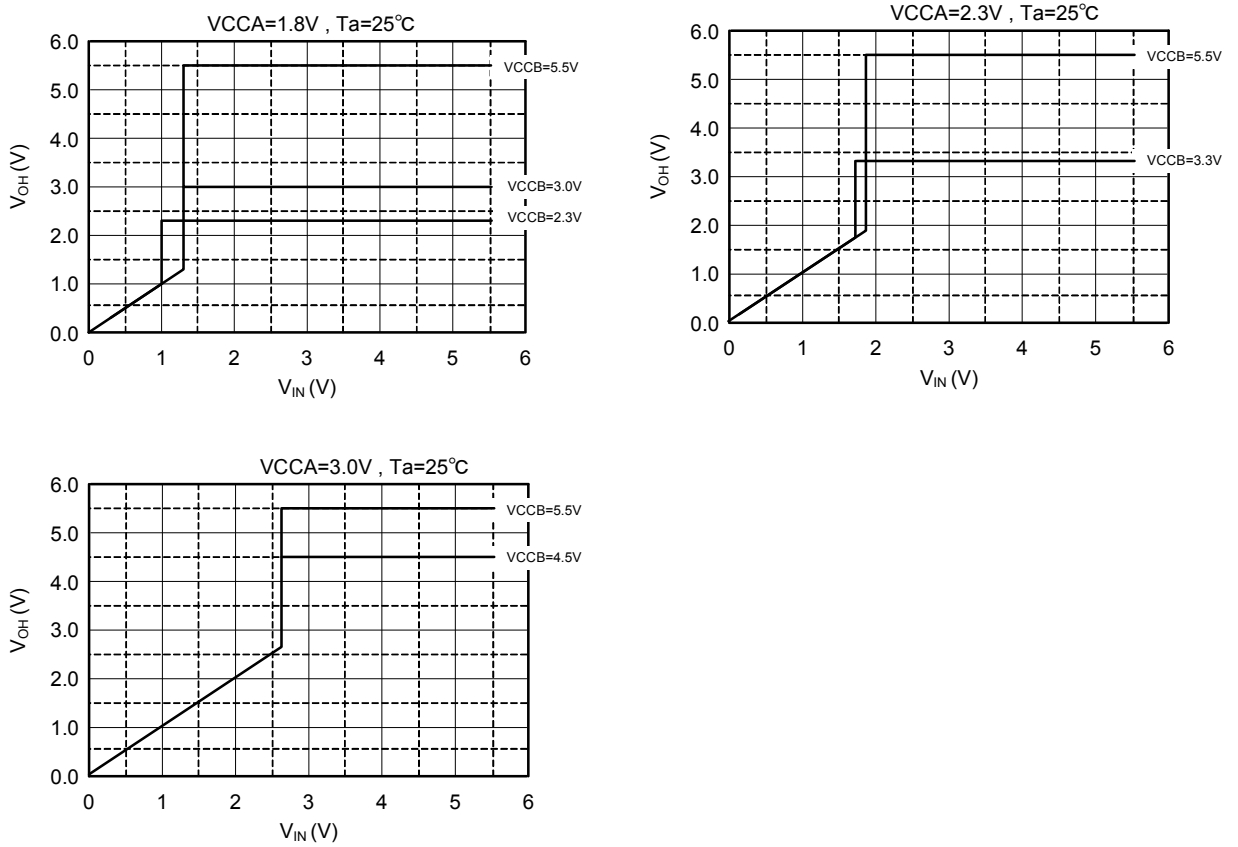 VCCA=1.8V , Ta=25℃
6.0
5.0
4.0
3.0
2.0
1.0
0.0
VOH (V)
VCCB=5.5V
VCCB=3.0V
VCCB=2.3V
0 1 2 3 4 5 6
VIN (V)
VCCA=2.3V , Ta=25℃
6.0
5.0
4.0
3.0
2.0
1.0
0.0
VOH (V)
VCCB=5.5V
VCCB=3.3V
0 1 2 3 4 5 6
VIN (V)
VCCA=3.0V , Ta=25℃
6.0
5.0
4.0
3.0
2.0
1.0
0.0
VOH (V)
VCCB=5.5V
VCCB=4.5V
0 1 2 3 4 5 6
VIN (V)